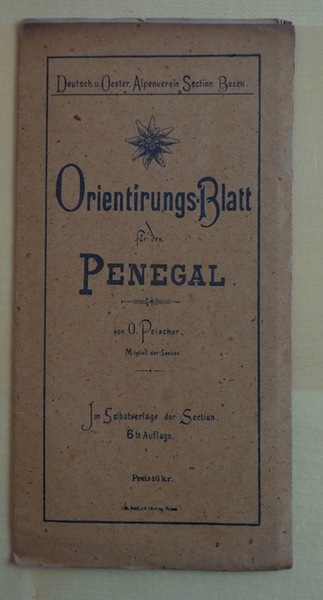 Deutsch. u. Oester. Alpenverein Section Bozen.
Orientirungs-Blatt
für den
PENEGAL
von O. Peischer,
Mitglied der Section.
Im Selbstverlage der Section.
6te Auflage.
Preis 10 kr.